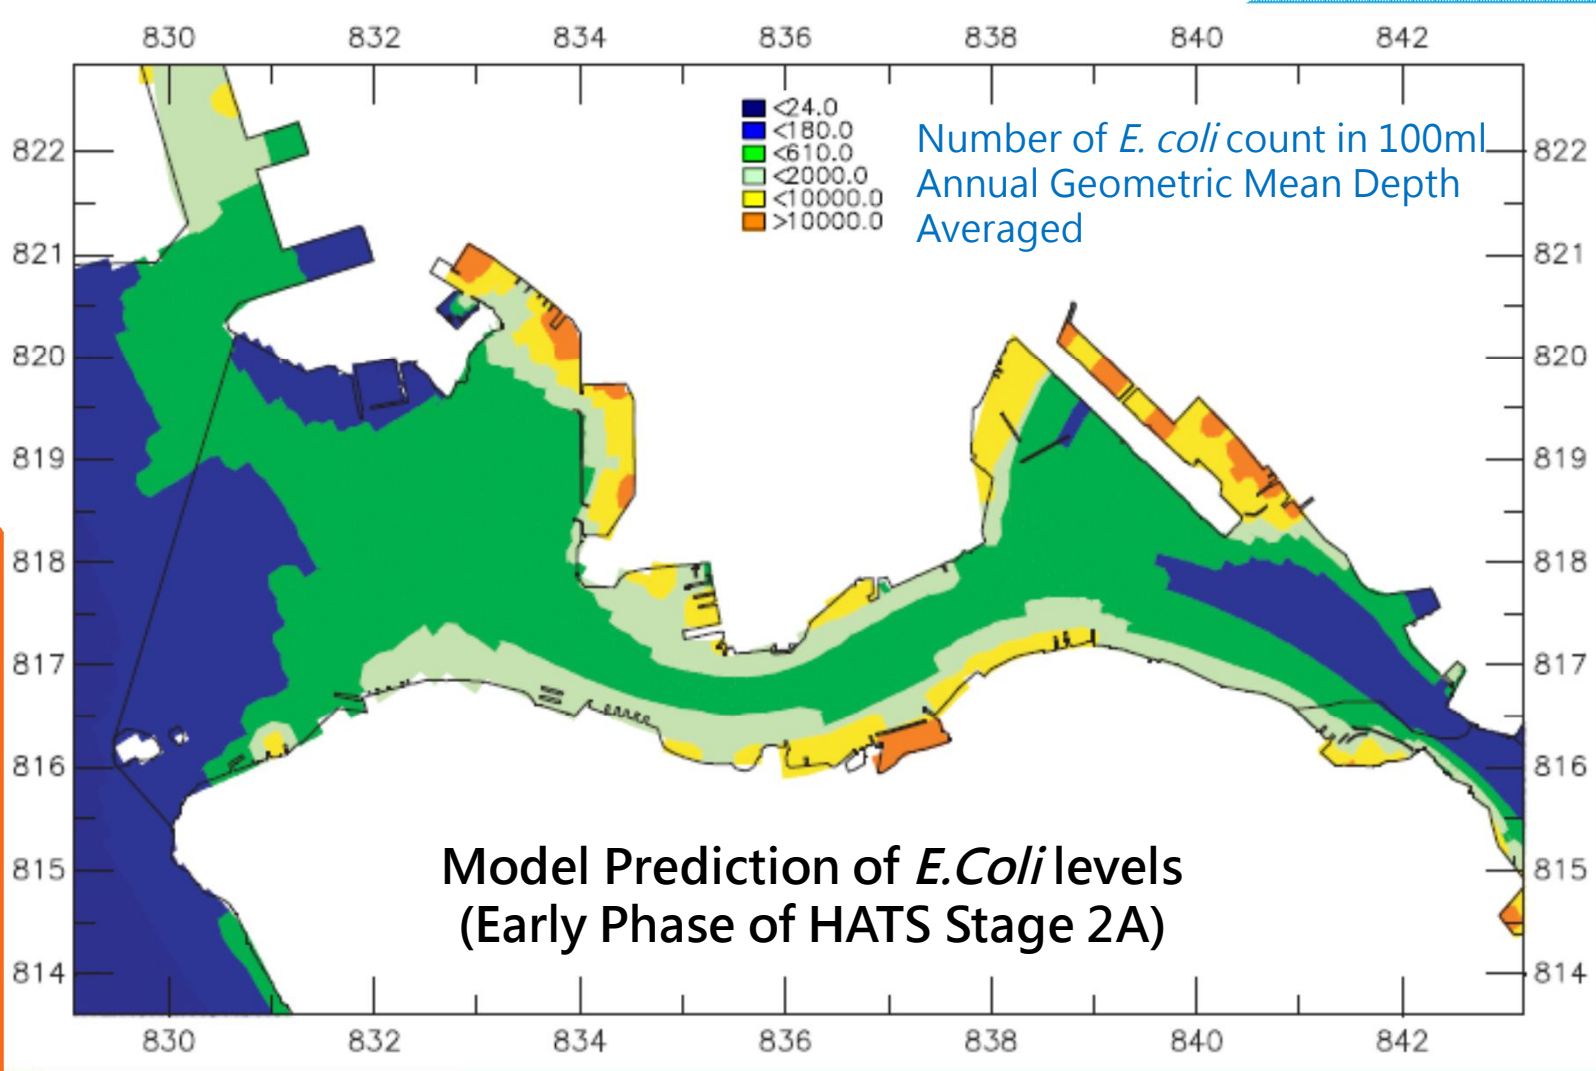 830 832 834 836 838 840 842
<24.0
<180.0
<610.0
<2000.0
<10000.0
>10000.0
Number of E. coli count in 100ml
Annual Geometric Mean Depth
Averaged
822 822
821 821
820 820
819 819
818 818
817 817
816 816
815 815
814 814
Model Prediction of E.Coli levels
(Early Phase of HATS Stage 2A)
830 832 834 836 838 840 842